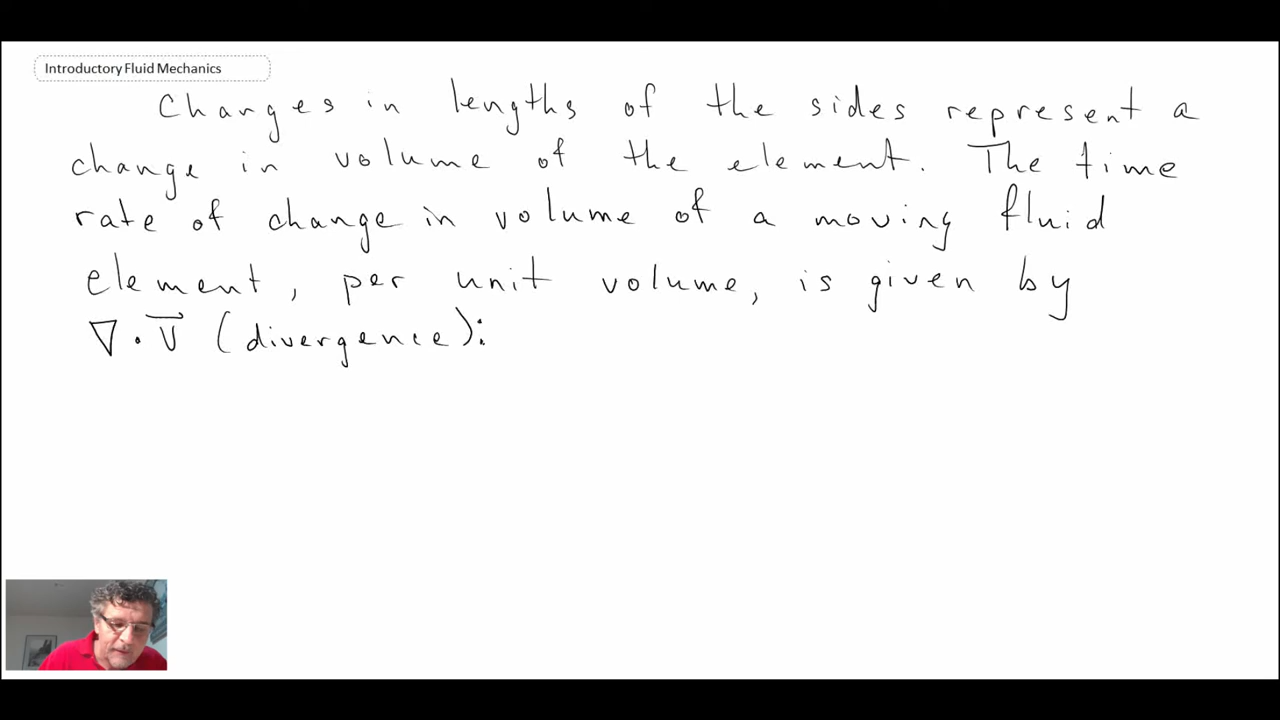 Introductory Fluid Mechanics
Changes in lengths of the sides represent a
change in volume of the element. The time
rate of change in volume of a moving fluid
element, per unit volume, is given by
∇ · V⃗ (divergence):